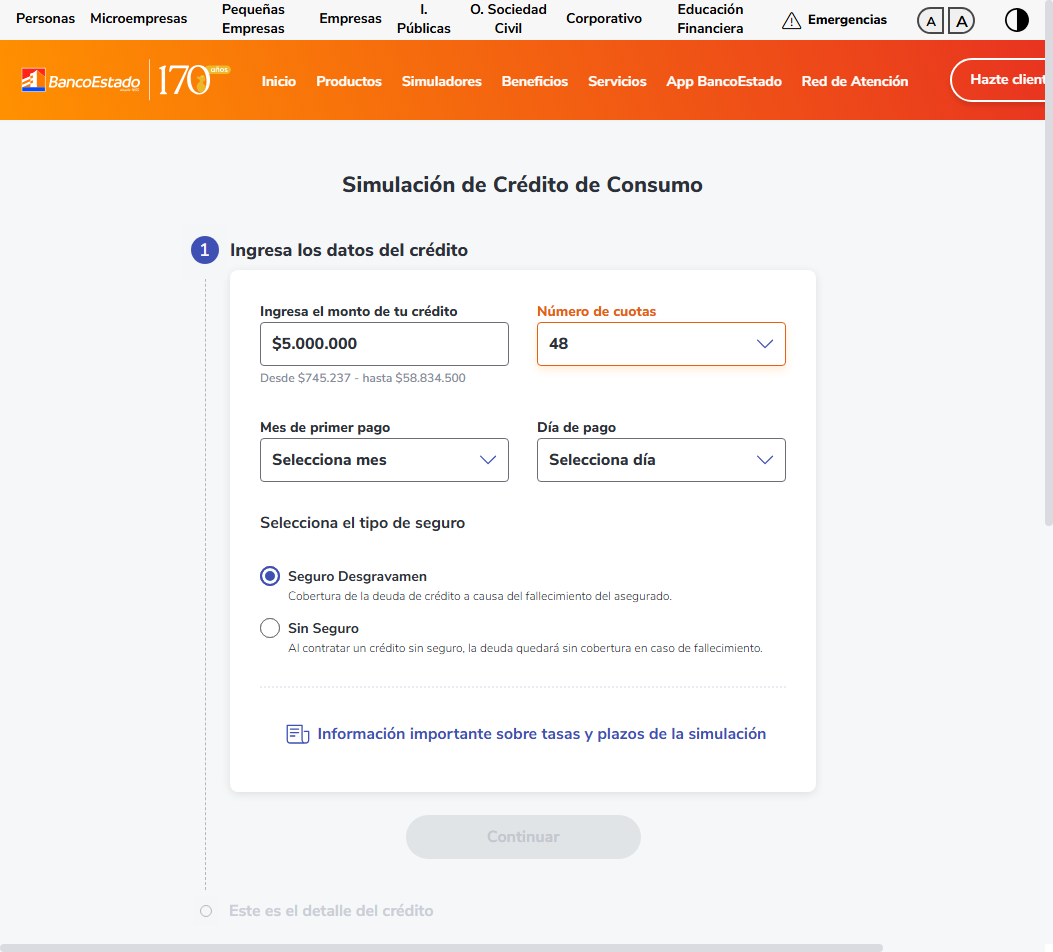 Personas
Microempresas
Pequeñas
Empresas
Empresas
I.
Públicas
O. Sociedad
Civil
Corporativo
Educación
Financiera
Emergencias
A
A
BancoEstado
170 años
Inicio
Productos
Simuladores
Beneficios
Servicios
App BancoEstado
Red de Atención
Hazte client
Simulación de Crédito de Consumo
1 Ingresa los datos del crédito
Ingresa el monto de tu crédito
$5.000.000
Desde $745.237 - hasta $58.834.500
Número de cuotas
48
Mes de primer pago
Selecciona mes
Día de pago
Selecciona día
Selecciona el tipo de seguro
Seguro Desgravamen
Cobertura de la deuda de crédito a causa del fallecimiento del asegurado.
Sin Seguro
Al contratar un crédito sin seguro, la deuda quedará sin cobertura en caso de fallecimiento.
Información importante sobre tasas y plazos de la simulación
Continuar
Este es el detalle del crédito